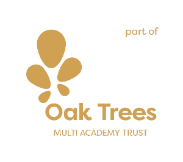 part of
Oak Trees
MULTI ACADEMY TRUST